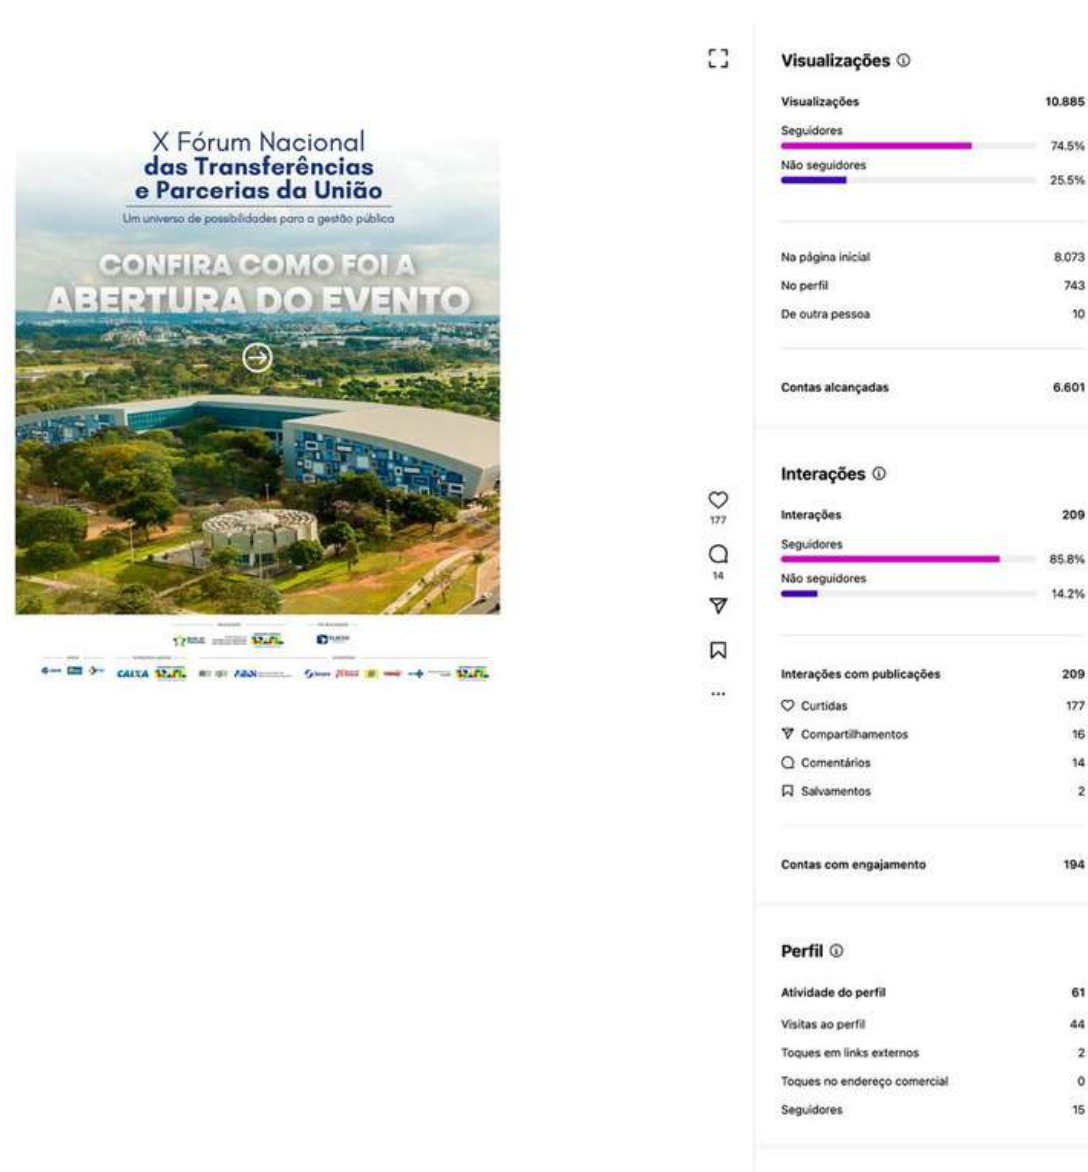 X Fórum Nacional
das Transferências
e Parcerias da União
Um universo de possibilidades para a gestão pública
CONFIRA COMO FOI A
ABERTURA DO EVENTO
CAIXA
177
14
Visualizações
Visualizações 10.885
Seguidores
74.5%
Não seguidores
25.5%
Na página inicial 8.073
No perfil 743
De outra pessoa 10
Contas alcançadas 6.601
Interações
Interações 209
Seguidores
85.8%
Não seguidores
14.2%
Interações com publicações 209
Curtidas 177
Compartilhamentos 16
Comentários 14
Salvamentos 2
Contas com engajamento 194
Perfil
Atividade do perfil 61
Visitas ao perfil 44
Toques em links externos 2
Toques no endereço comercial 0
Seguidores 15